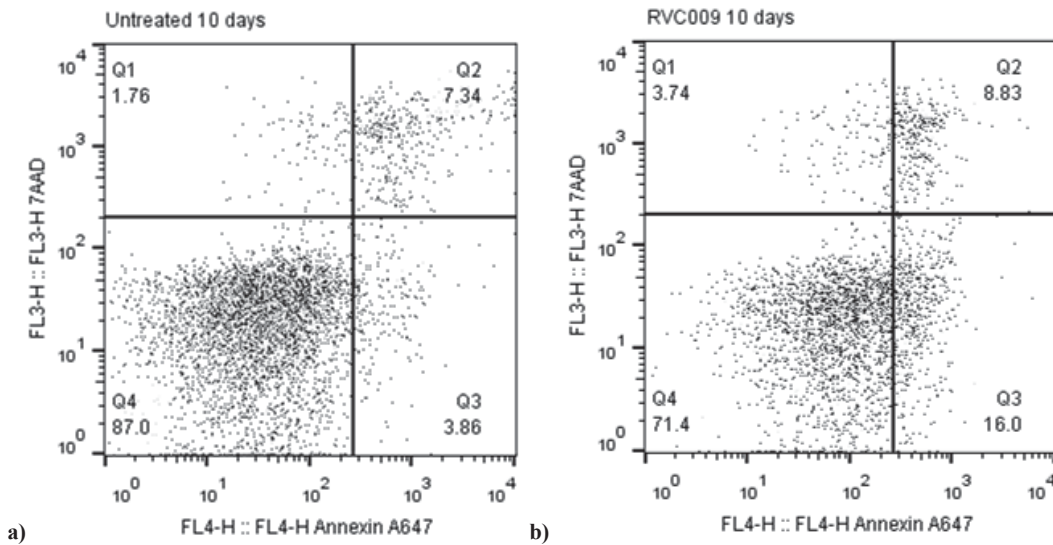 Untreated 10 days
10^4
10^3
10^2
10^1
10^0
FL3-H :: FL3-H 7AAD
Q1
1.76
Q2
7.34
Q4
87.0
Q3
3.86
10^0
10^1
10^2
10^3
10^4
FL4-H :: FL4-H Annexin A647
a)
RVC009 10 days
10^4
10^3
10^2
10^1
10^0
FL3-H :: FL3-H 7AAD
Q1
3.74
Q2
8.83
Q4
71.4
Q3
16.0
10^0
10^1
10^2
10^3
10^4
FL4-H :: FL4-H Annexin A647
b)